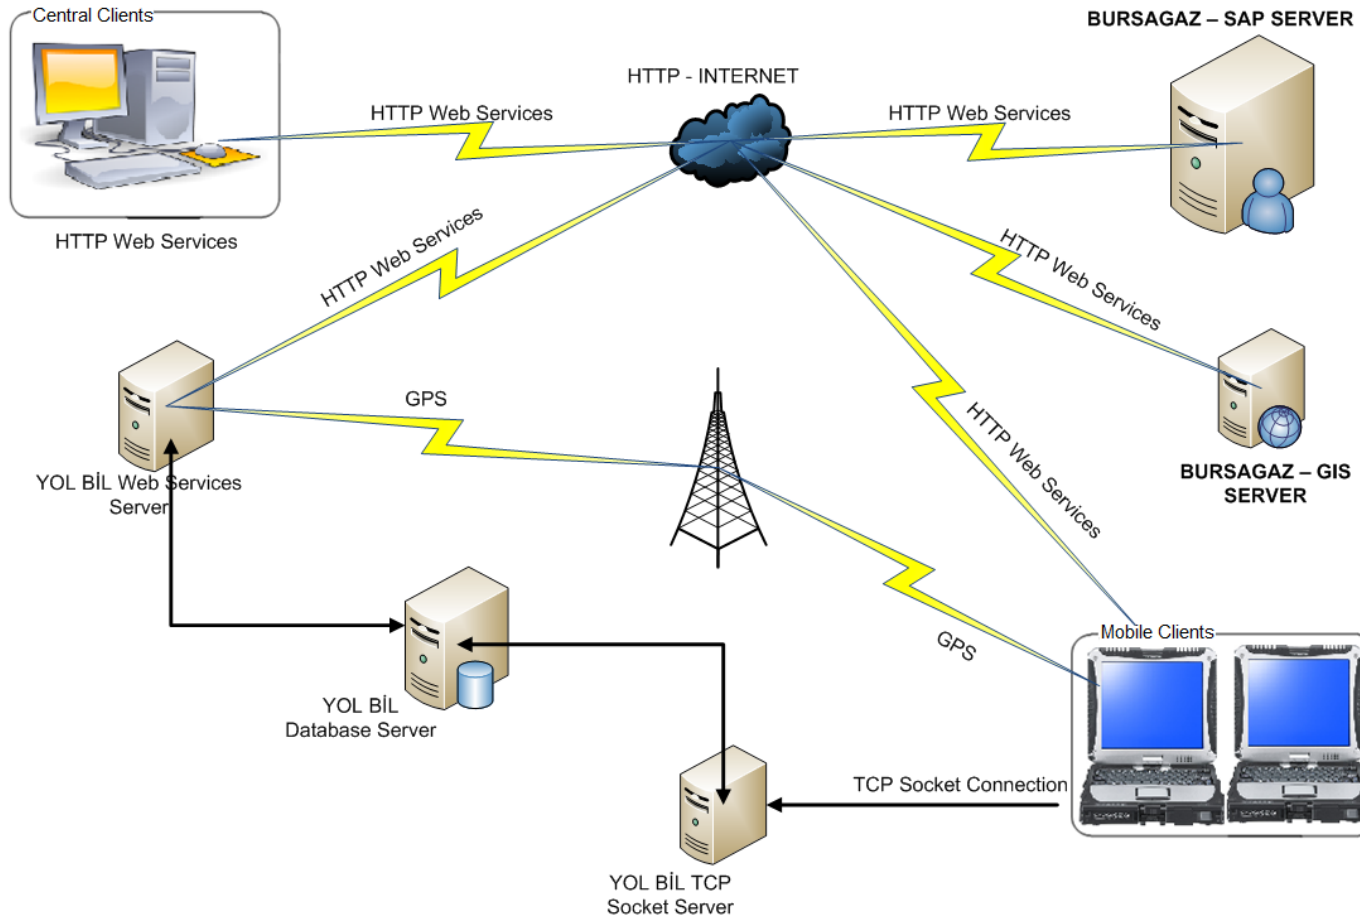 Central Clients
BURSAGAZ – SAP SERVER
HTTP - INTERNET
HTTP Web Services
HTTP Web Services
HTTP Web Services
HTTP Web Services
HTTP Web Services
HTTP Web Services
GPS
YOL BİL Web Services
Server
BURSAGAZ – GIS
SERVER
GPS
Mobile Clients
YOL BİL
Database Server
TCP Socket Connection
YOL BİL TCP
Socket Server